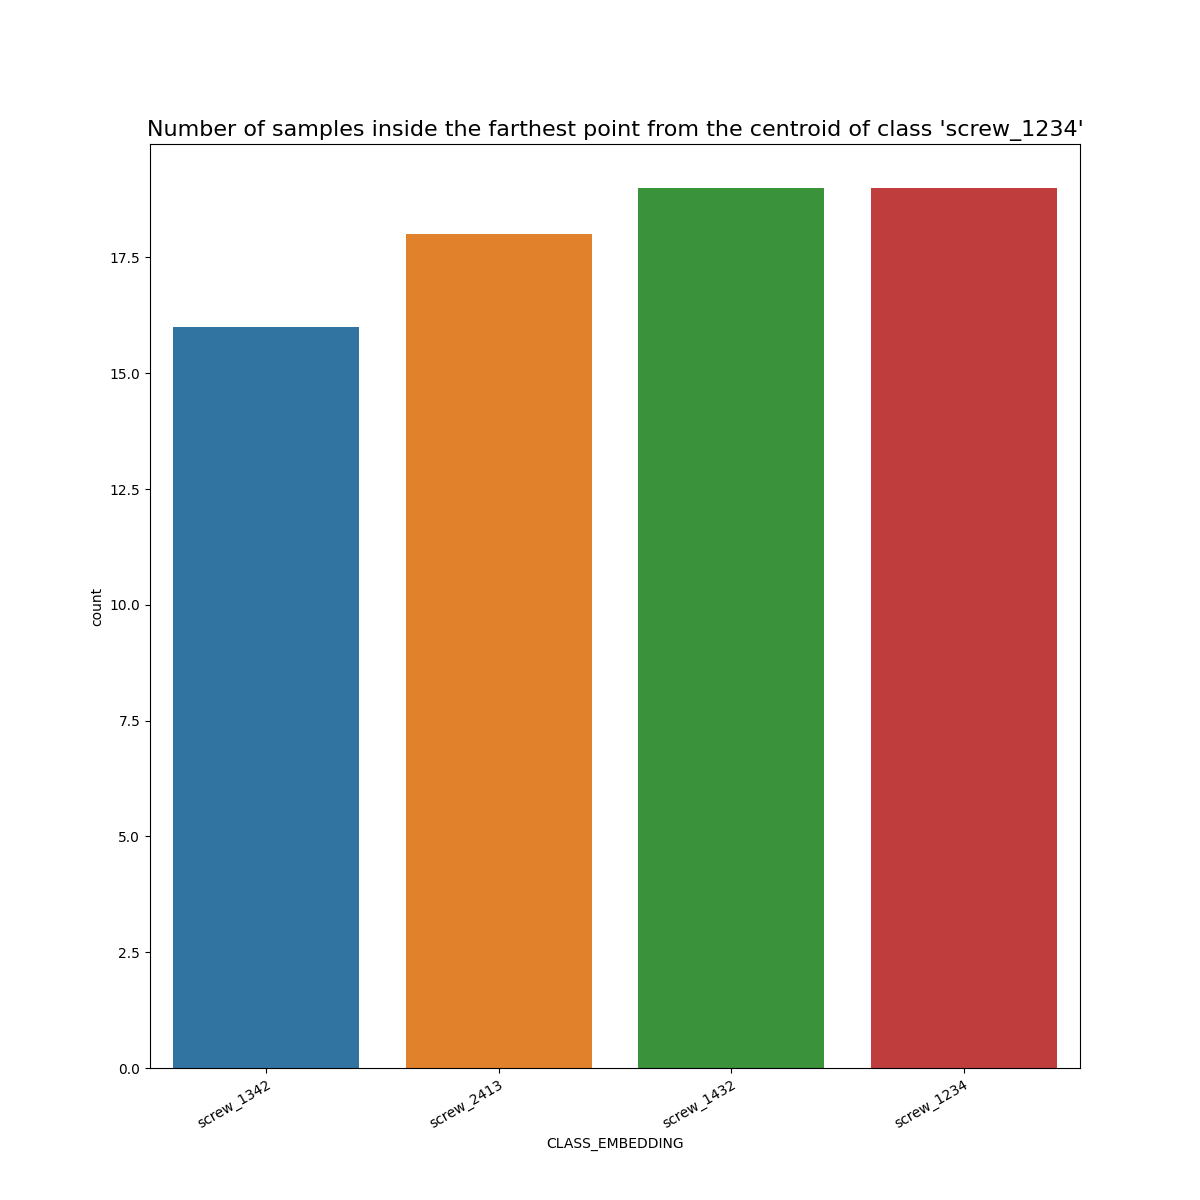 Number of samples inside the farthest point from the centroid of class 'screw_1234'
17.5
15.0
12.5
10.0
7.5
5.0
2.5
0.0
count
screw_1342
screw_2413
screw_1432
screw_1234
CLASS_EMBEDDING